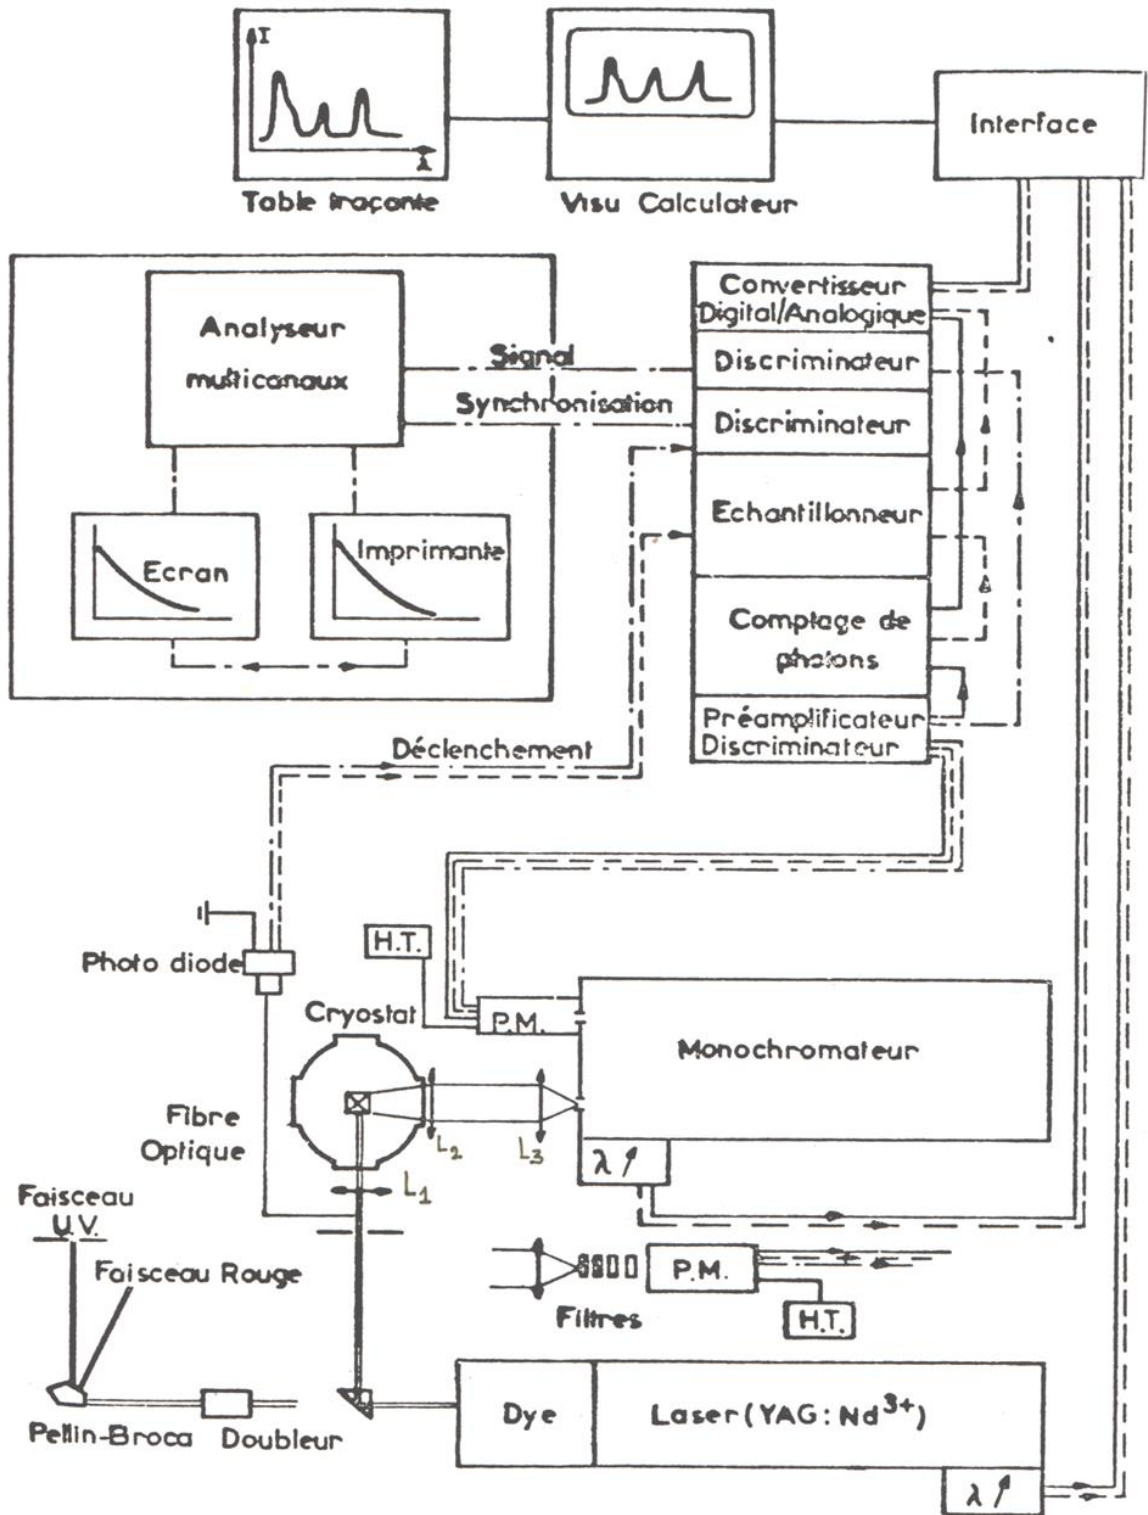 I
λ
Table traçante
Visu Calculateur
Interface
Analyseur
multicanaux
Signal
Synchronisation
Ecran
Imprimante
Convertisseur
Digital/Analogique
Discriminateur
Discriminateur
Echantillonneur
Comptage de
photons
Préamplificateur
Discriminateur
Déclenchement
Photo diode
H.T.
Cryostat
P.M.
Monochromateur
Fibre
Optique
L2
L3
λ
L1
Faisceau
U.V.
Faisceau Rouge
P.M.
Filtres
H.T.
Pellin-Broca
Doubleur
Dye
Laser (YAG:Nd3+)
λ